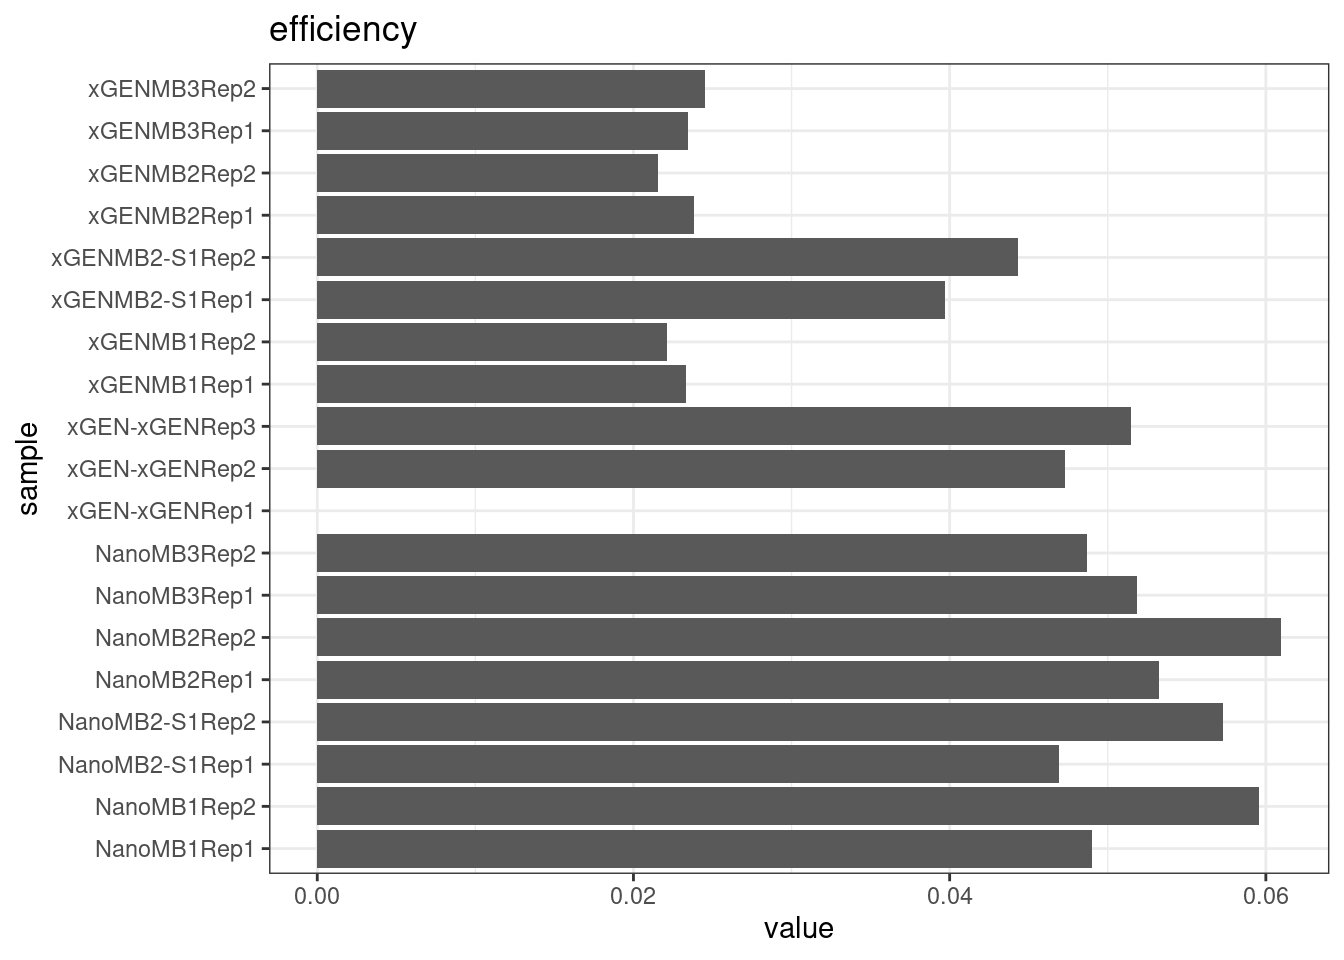 efficiency
xGENMB3Rep2
xGENMB3Rep1
xGENMB2Rep2
xGENMB2Rep1
xGENMB2-S1Rep2
xGENMB2-S1Rep1
xGENMB1Rep2
xGENMB1Rep1
xGEN-xGENRep3
xGEN-xGENRep2
xGEN-xGENRep1
NanoMB3Rep2
NanoMB3Rep1
NanoMB2Rep2
NanoMB2Rep1
NanoMB2-S1Rep2
NanoMB2-S1Rep1
NanoMB1Rep2
NanoMB1Rep1
sample
0.00 0.02 0.04 0.06
value